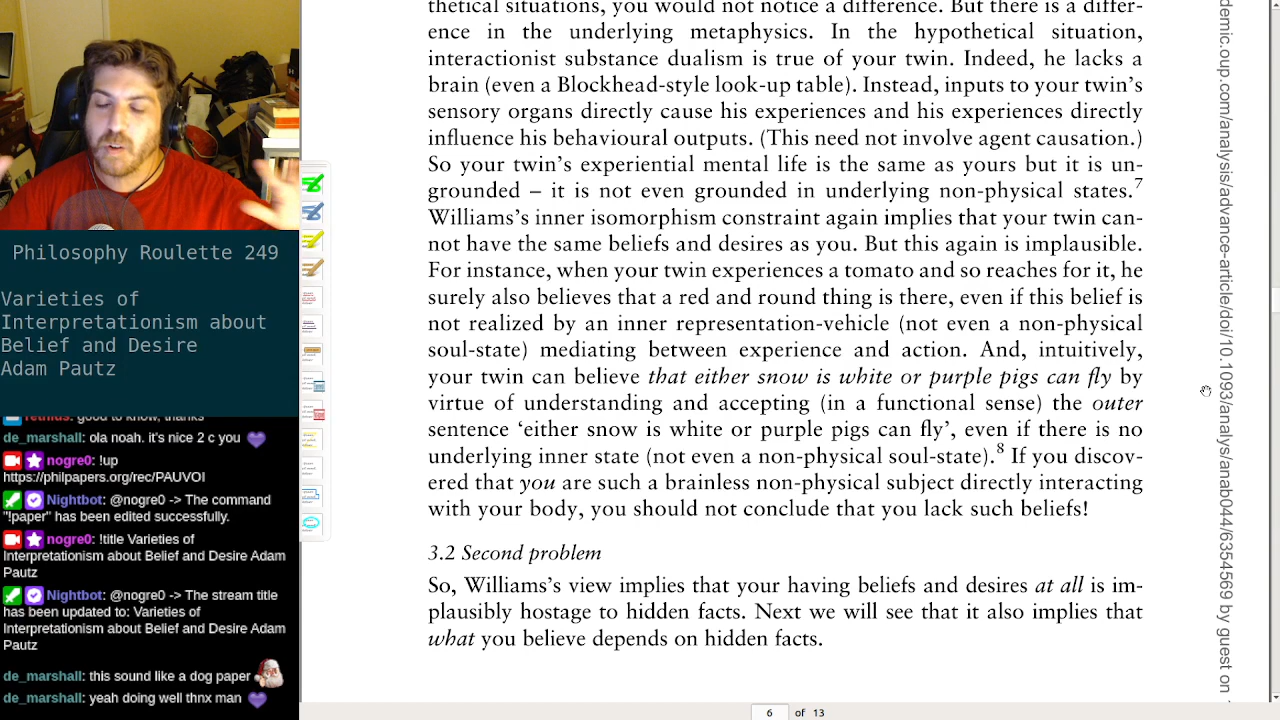 Philosophy Roulette 249
Varieties of
Interpretationism about
Belief and Desire
Adam Pautz
good to know, thanks
de_marshall: ola noah. it's nice 2 c you
nogre0: !up
https://philpapers.org/rec/PAUVOI
Nightbot: @nogre0 -> The command
"!paper" has been edited successfully.
nogre0: !title Varieties of
Interpretationism about Belief and Desire Adam
Pautz
Nightbot: @nogre0 -> The stream title
has been updated to: Varieties of
Interpretationism about Belief and Desire Adam
Pautz
de_marshall: this sound like a dog paper
de_marshall: yeah doing well thnx man
thetical situations, you would not notice a difference. But there is a differ-
ence in the underlying metaphysics. In the hypothetical situation,
interactionist substance dualism is true of your twin. Indeed, he lacks a
brain (even a Blockhead-style look-up table). Instead, inputs to your twin's
sensory organs directly cause his experiences and his experiences directly
influence his behavioural outputs. (This need not involve agent causation.)
So your twin's experiential mental life is the same as yours but it is un-
grounded – it is not even grounded in underlying non-physical states.7
Williams's inner isomorphism constraint again implies that your twin can-
not have the same beliefs and desires as you. But this again is implausible.
For instance, when your twin experiences a tomato and so reaches for it, he
sure also believes that something round there, even if this belief is
not realized by an independent functional (or even non-physical
soul state) mediating between his experience and his action. And intuitively,
your twin can believe that either snow is white or purple cows can fly by
virtue of understanding and accepting (in a functional sense) the outer
sentence ‘either snow is white or purple cows can fly’, even if there is no
underlying inner state (not even a non-physical soul state). If you discov-
ered that you are such a brainless non-physical subject directly interacting
with your body, you should not conclude that you lack such beliefs!
3.2 Second problem
So, Williams's view implies that your having beliefs and desires at all is im-
plausibly hostage to hidden facts. Next we will see that it also implies that
what you believe depends on hidden facts.
demic.oup.com/analysis/advance-article/doi/10.1093/analys/anab044/6354569 by guest on
6 of 13